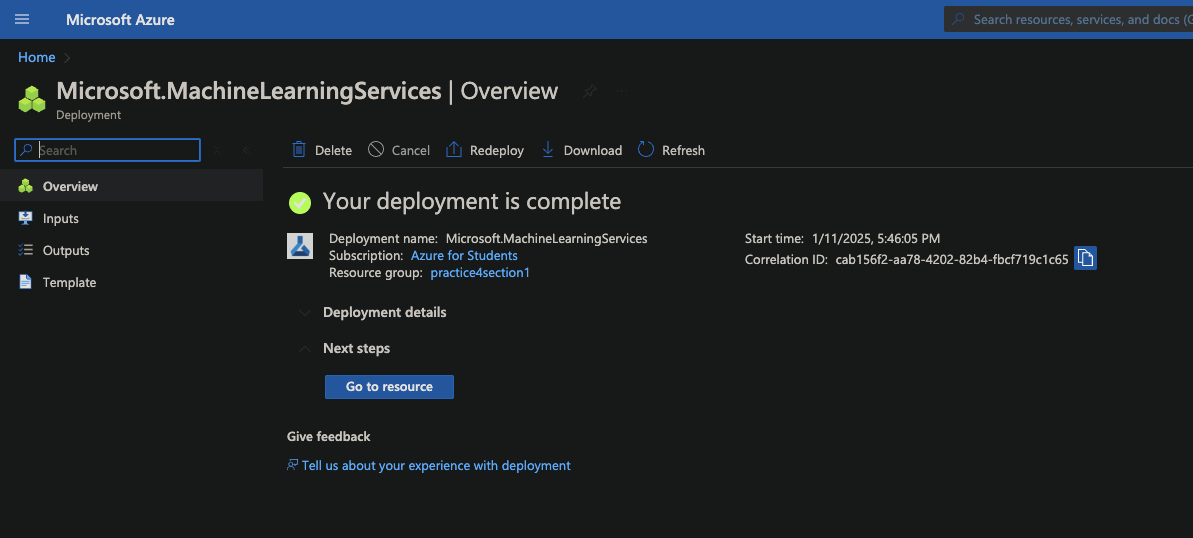 Microsoft Azure
Search resources, services, and docs (G
Home
Microsoft.MachineLearningServices | Overview
Deployment
Search
Delete
Cancel
Redeploy
Download
Refresh
Overview
Inputs
Outputs
Template
Your deployment is complete
Deployment name: Microsoft.MachineLearningServices
Subscription: Azure for Students
Resource group: practice4section1
Start time: 1/11/2025, 5:46:05 PM
Correlation ID: cab156f2-aa78-4202-82b4-fbcf719c1c65
Deployment details
Next steps
Go to resource
Give feedback
Tell us about your experience with deployment